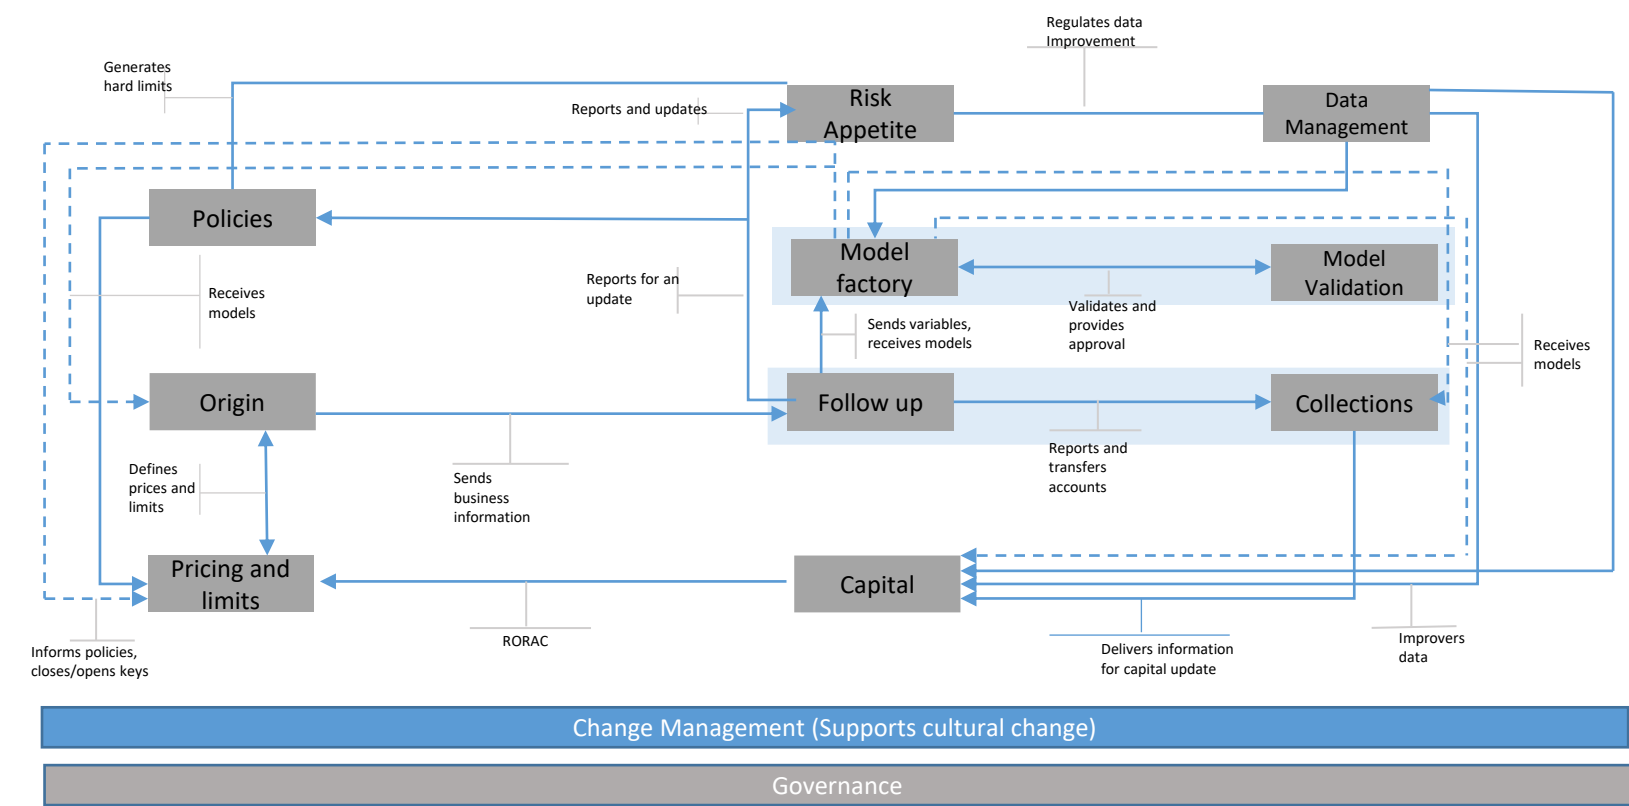 Regulates data
Improvement
Generates
hard limits
Reports and updates
Risk
Appetite
Data
Management
Policies
Model
factory
Model
Validation
Receives
models
Reports for an
update
Validates and
provides
approval
Sends variables,
receives models
Receives
models
Origin
Follow up
Collections
Defines
prices and
limits
Sends
business
information
Reports and
transfers
accounts
Pricing and
limits
Capital
Informs policies,
closes/opens keys
RORAC
Delivers information
for capital update
Improvers
data
Change Management (Supports cultural change)
Governance